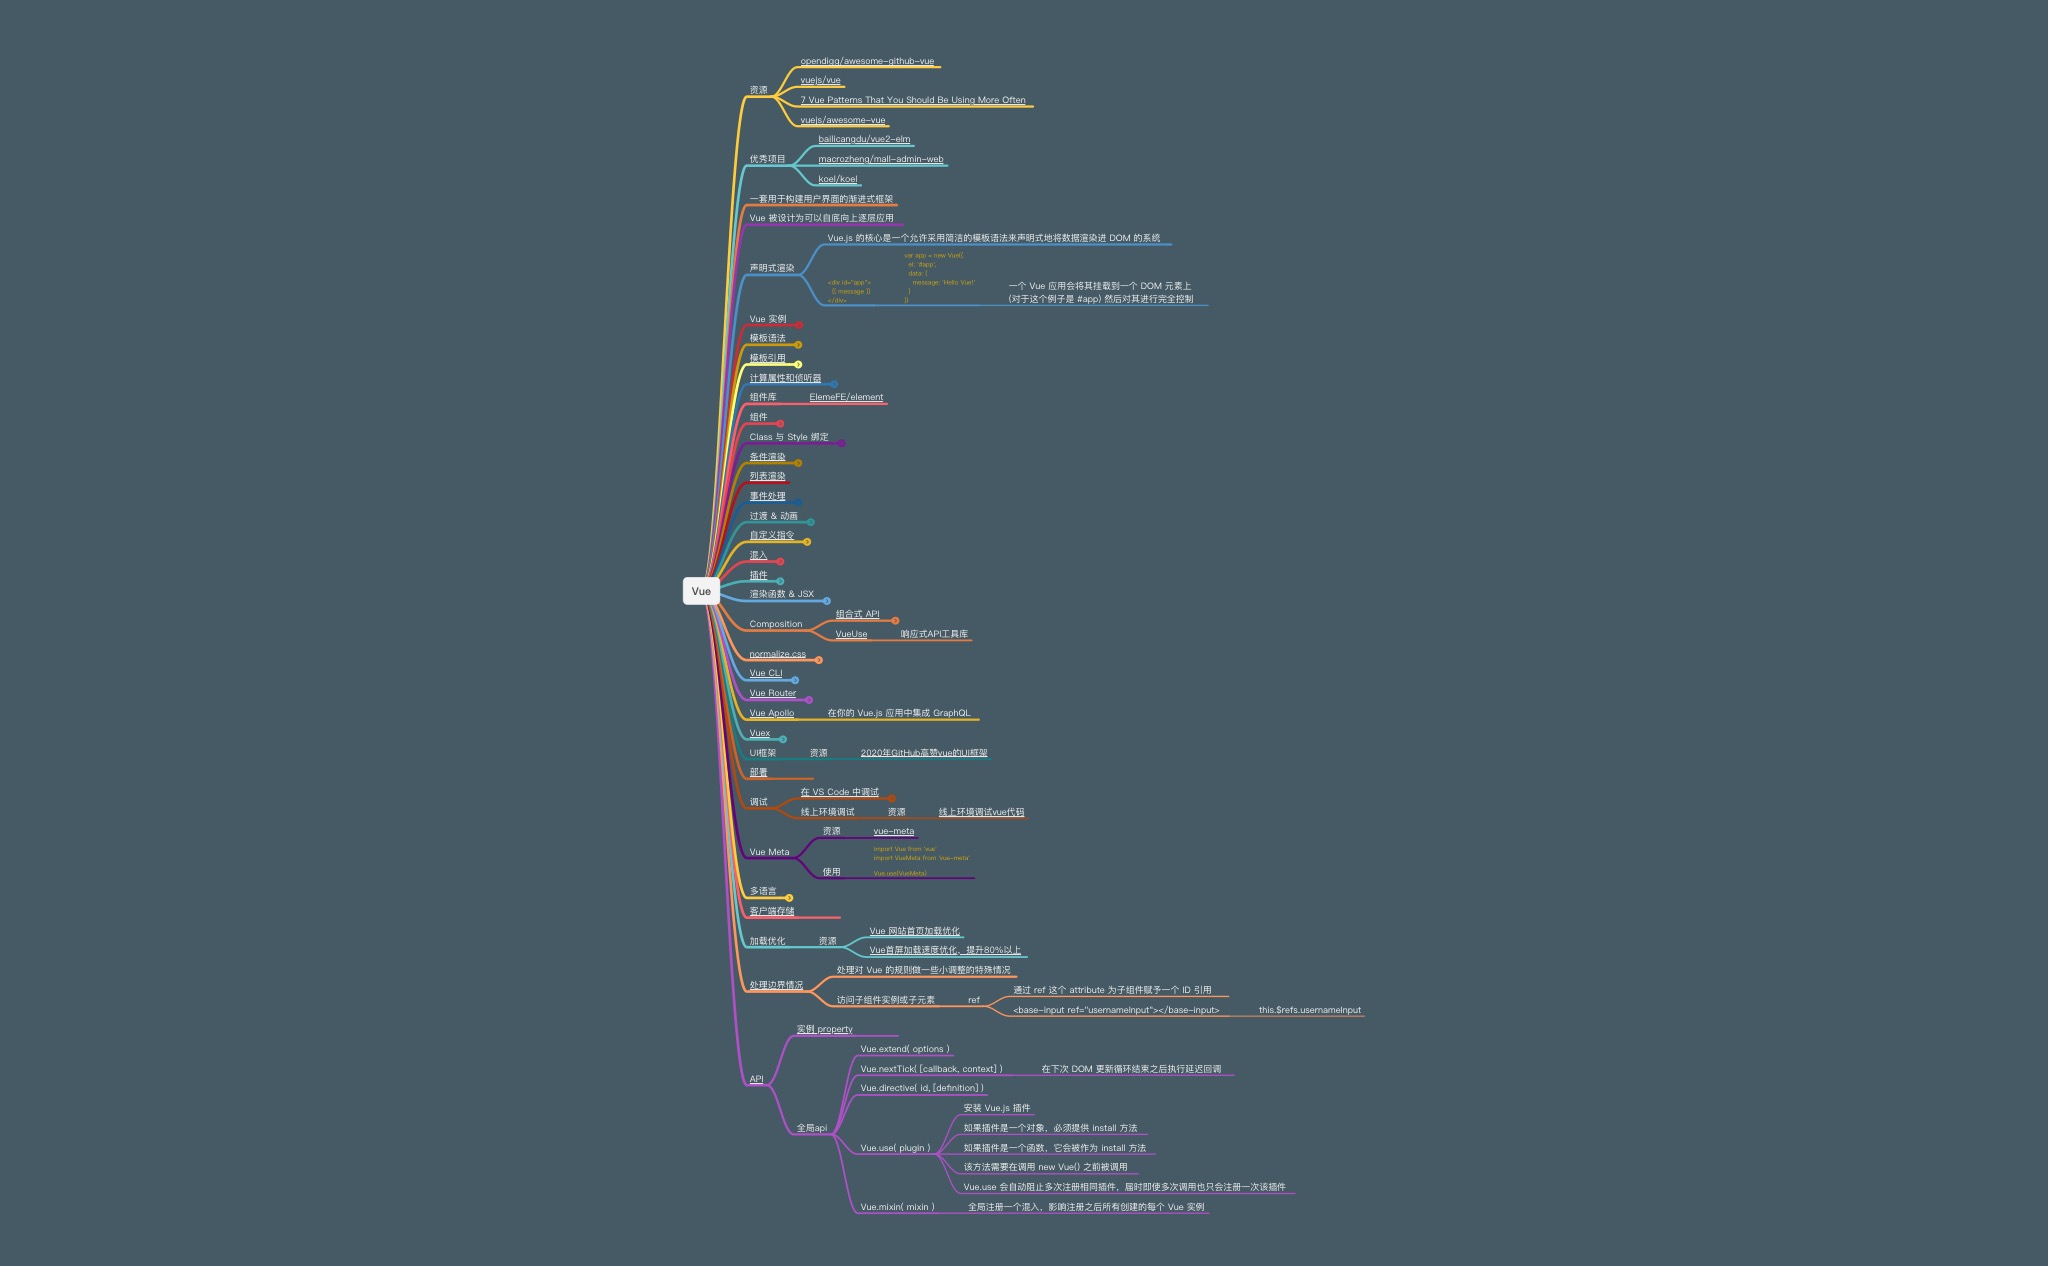 opendigg/awesome-github-vue
vuejs/vue
资源
7 Vue Patterns That You Should Be Using More Often
vuejs/awesome-vue
bailicangdu/vue2-elm
优秀项目
macrozheng/mall-admin-web
koel/koel
一套用于构建用户界面的渐进式框架
Vue 被设计为可以自底向上逐层应用
Vue.js 的核心是一个允许采用简洁的模板语法来声明式地将数据渲染进 DOM 的系统
声明式渲染
<div id="app">
{{ message }}
</div>
var app = new Vue({
el: '#app',
data: {
message: 'Hello Vue!'
}
})
一个 Vue 应用会将其挂载到一个 DOM 元素上
(对于这个例子是 #app) 然后对其进行完全控制
Vue 实例
模板语法
模板引用
计算属性和侦听器
组件库
ElemeFE/element
组件
Class 与 Style 绑定
条件渲染
列表渲染
事件处理
过渡 & 动画
自定义指令
混入
插件
Vue
渲染函数 & JSX
Composition
组合式 API
VueUse
响应式API工具库
normalize.css
Vue CLI
Vue Router
Vue Apollo
在你的 Vue.js 应用中集成 GraphQL
Vuex
UI框架
资源
2020年GitHub高赞vue的UI框架
部署
调试
在 VS Code 中调试
线上环境调试
资源
线上环境调试vue代码
Vue Meta
资源
vue-meta
使用
import Vue from 'vue'
import VueMeta from 'vue-meta'
Vue.use(VueMeta)
多语言
客户端存储
加载优化
资源
Vue 网站首页加载优化
Vue首屏加载速度优化，提升80%以上
处理边界情况
处理对 Vue 的规则做一些小调整的特殊情况
访问子组件实例或子元素
ref
通过 ref 这个 attribute 为子组件赋予一个 ID 引用
<base-input ref="usernameInput"></base-input>
this.$refs.usernameInput
API
实例 property
全局api
Vue.extend( options )
Vue.nextTick( [callback, context] )
在下次 DOM 更新循环结束之后执行延迟回调
Vue.directive( id, [definition] )
Vue.use( plugin )
安装 Vue.js 插件
如果插件是一个对象，必须提供 install 方法
如果插件是一个函数，它会被作为 install 方法
该方法需要在调用 new Vue() 之前被调用
Vue.use 会自动阻止多次注册相同插件，届时即使多次调用也只会注册一次该插件
Vue.mixin( mixin )
全局注册一个混入，影响注册之后所有创建的每个 Vue 实例